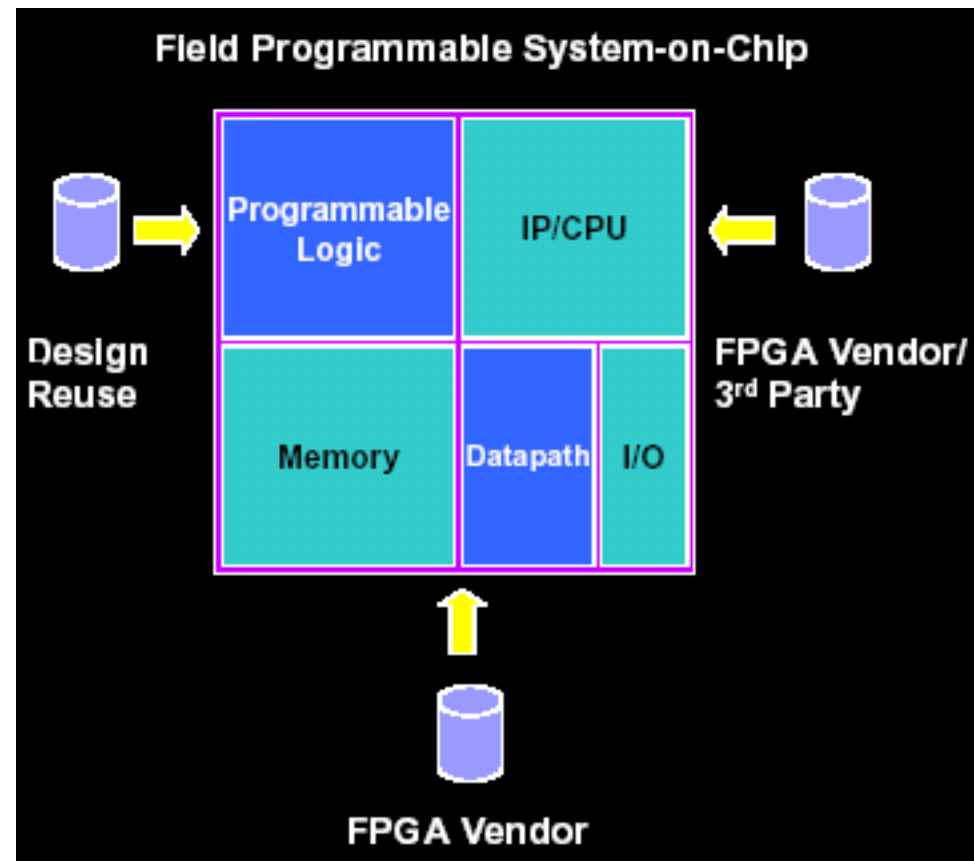 Field Programmable System-on-Chip
Programmable
Logic
IP/CPU
Design
Reuse
FPGA Vendor/
3rd Party
Memory
Datapath
I/O
FPGA Vendor